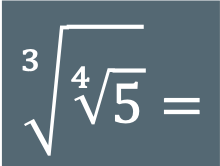 ∛(∜5) =